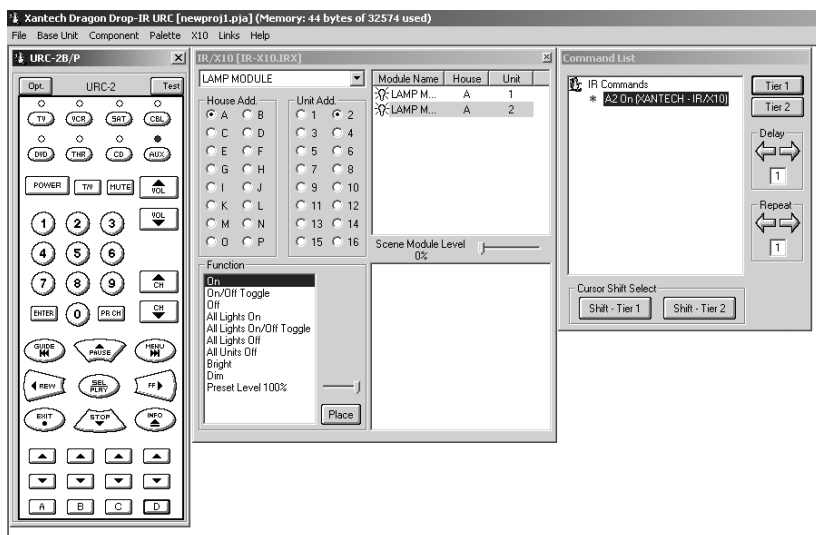 Xantech Dragon Drop-IR URC [newproj1.pja] (Memory: 44 bytes of 32574 used)
File Base Unit Component Palette X10 Links Help
URC-2B/P
Opt. URC-2 Test
TV VCR SAT CBL
DVD TNR CD AUX
POWER T/V MUTE VOL
1 2 3 VOL
4 5 6
7 8 9 CH
ENTER 0 PR CH CH
GUIDE PAUSE MENU
REW SEL PLAY FF
EXIT STOP INFO
A B C D
IR/X10 [IR-X10.IRX]
LAMP MODULE
House Add. Unit Add.
A B 1 2
C D 3 4
E F 5 6
G H 7 8
I J 9 10
K L 11 12
M N 13 14
O P 15 16
Function
On
On/Off Toggle
Off
All Lights On
All Lights On/Off Toggle
All Lights Off
All Units Off
Bright
Dim
Preset Level 100%
Place
Module Name House Unit
LAMP M... A 1
LAMP M... A 2
Scene Module Level
0%
Command List
IR Commands
* A2 On (XANTECH - IR/X10)
Tier 1
Tier 2
Delay
1
Repeat
1
Cursor Shift Select
Shift - Tier 1 Shift - Tier 2